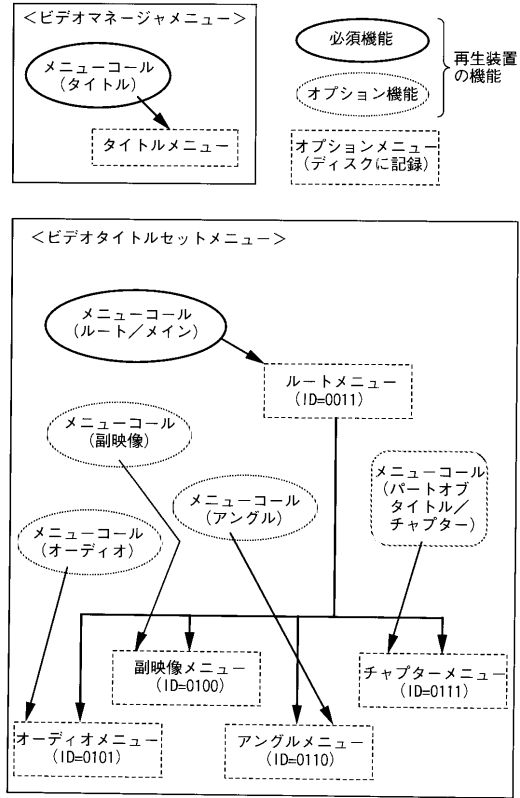 ＜ビデオマネージャメニュー＞
メニューコール
（タイトル）
タイトルメニュー
必須機能
オプション機能
再生装置
の機能
オプションメニュー
（ディスクに記録）
＜ビデオタイトルセットメニュー＞
メニューコール
（ルート／メイン）
ルートメニュー
（ID=0011）
メニューコール
（副映像）
メニューコール
（アングル）
メニューコール
（パートオブ
タイトル／
チャプター）
メニューコール
（オーディオ）
副映像メニュー
（ID=0100）
チャプターメニュー
（ID=0111）
オーディオメニュー
（ID=0101）
アングルメニュー
（ID=0110）